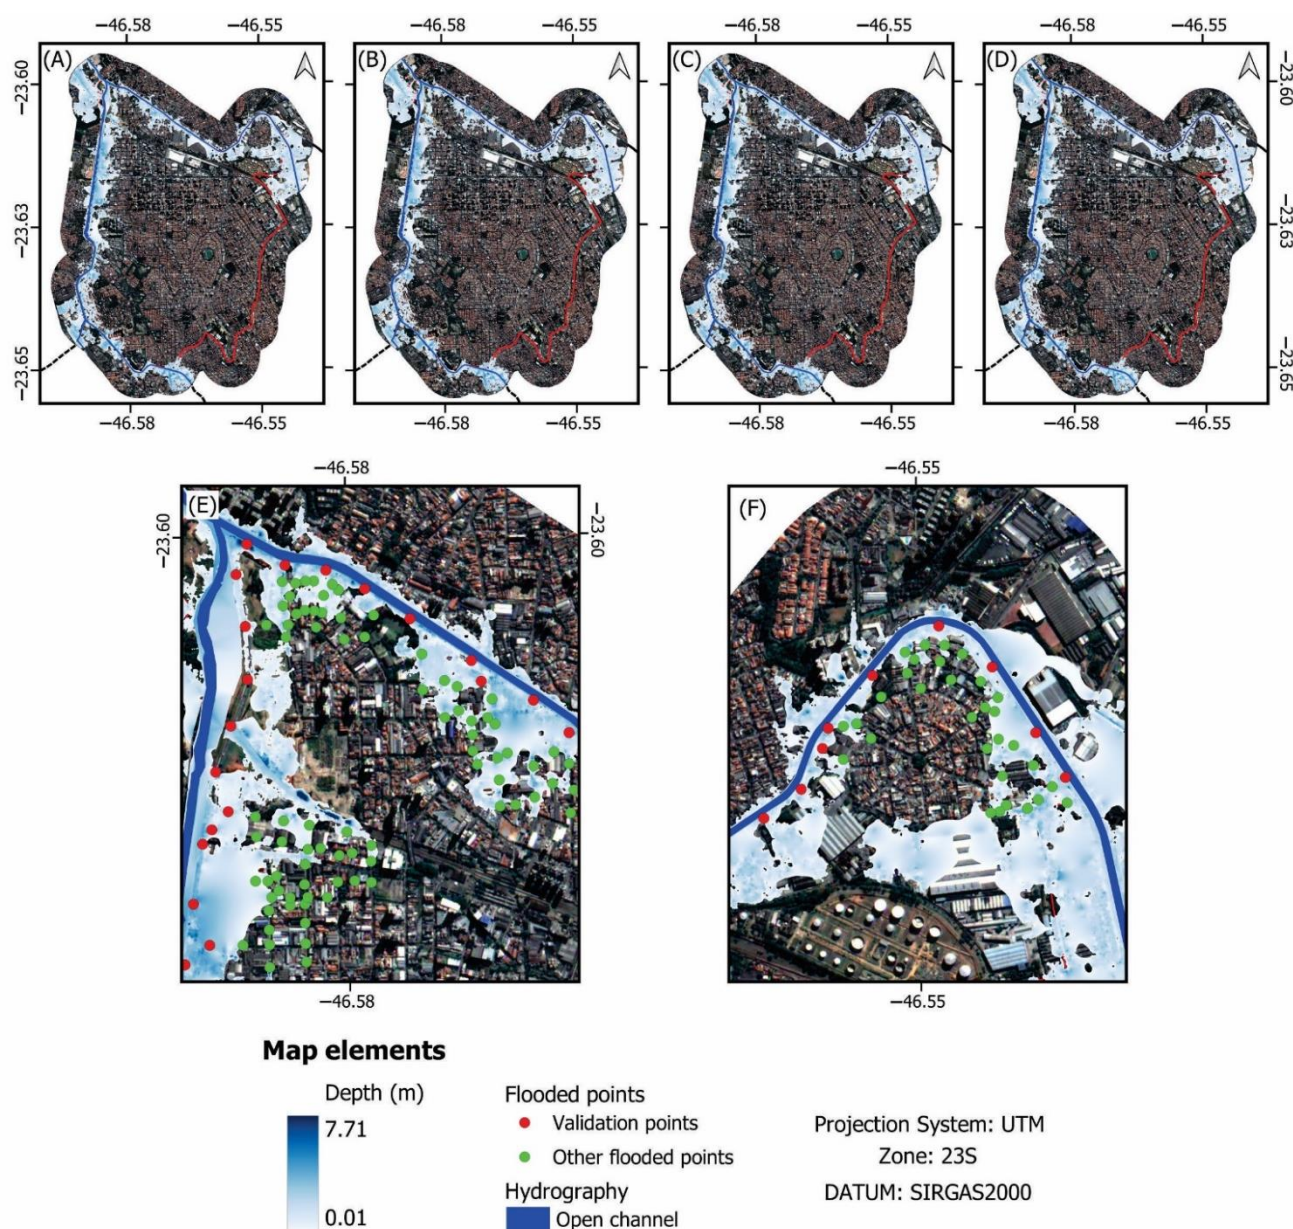 −46.58 −46.55 −46.58 −46.55 −46.58 −46.55 −46.58 −46.55
(A) (B) (C) (D)
−23.60 −23.60
−23.63 −23.63
−23.65 −23.65
−46.58 −46.55 −46.58 −46.55 −46.58 −46.55 −46.58 −46.55
−46.58 −46.55
(E) (F)
−23.60 −23.60
−46.58 −46.55
Map elements
Depth (m)
7.71
0.01
Flooded points
Validation points
Other flooded points
Hydrography
Open channel
Projection System: UTM
Zone: 23S
DATUM: SIRGAS2000